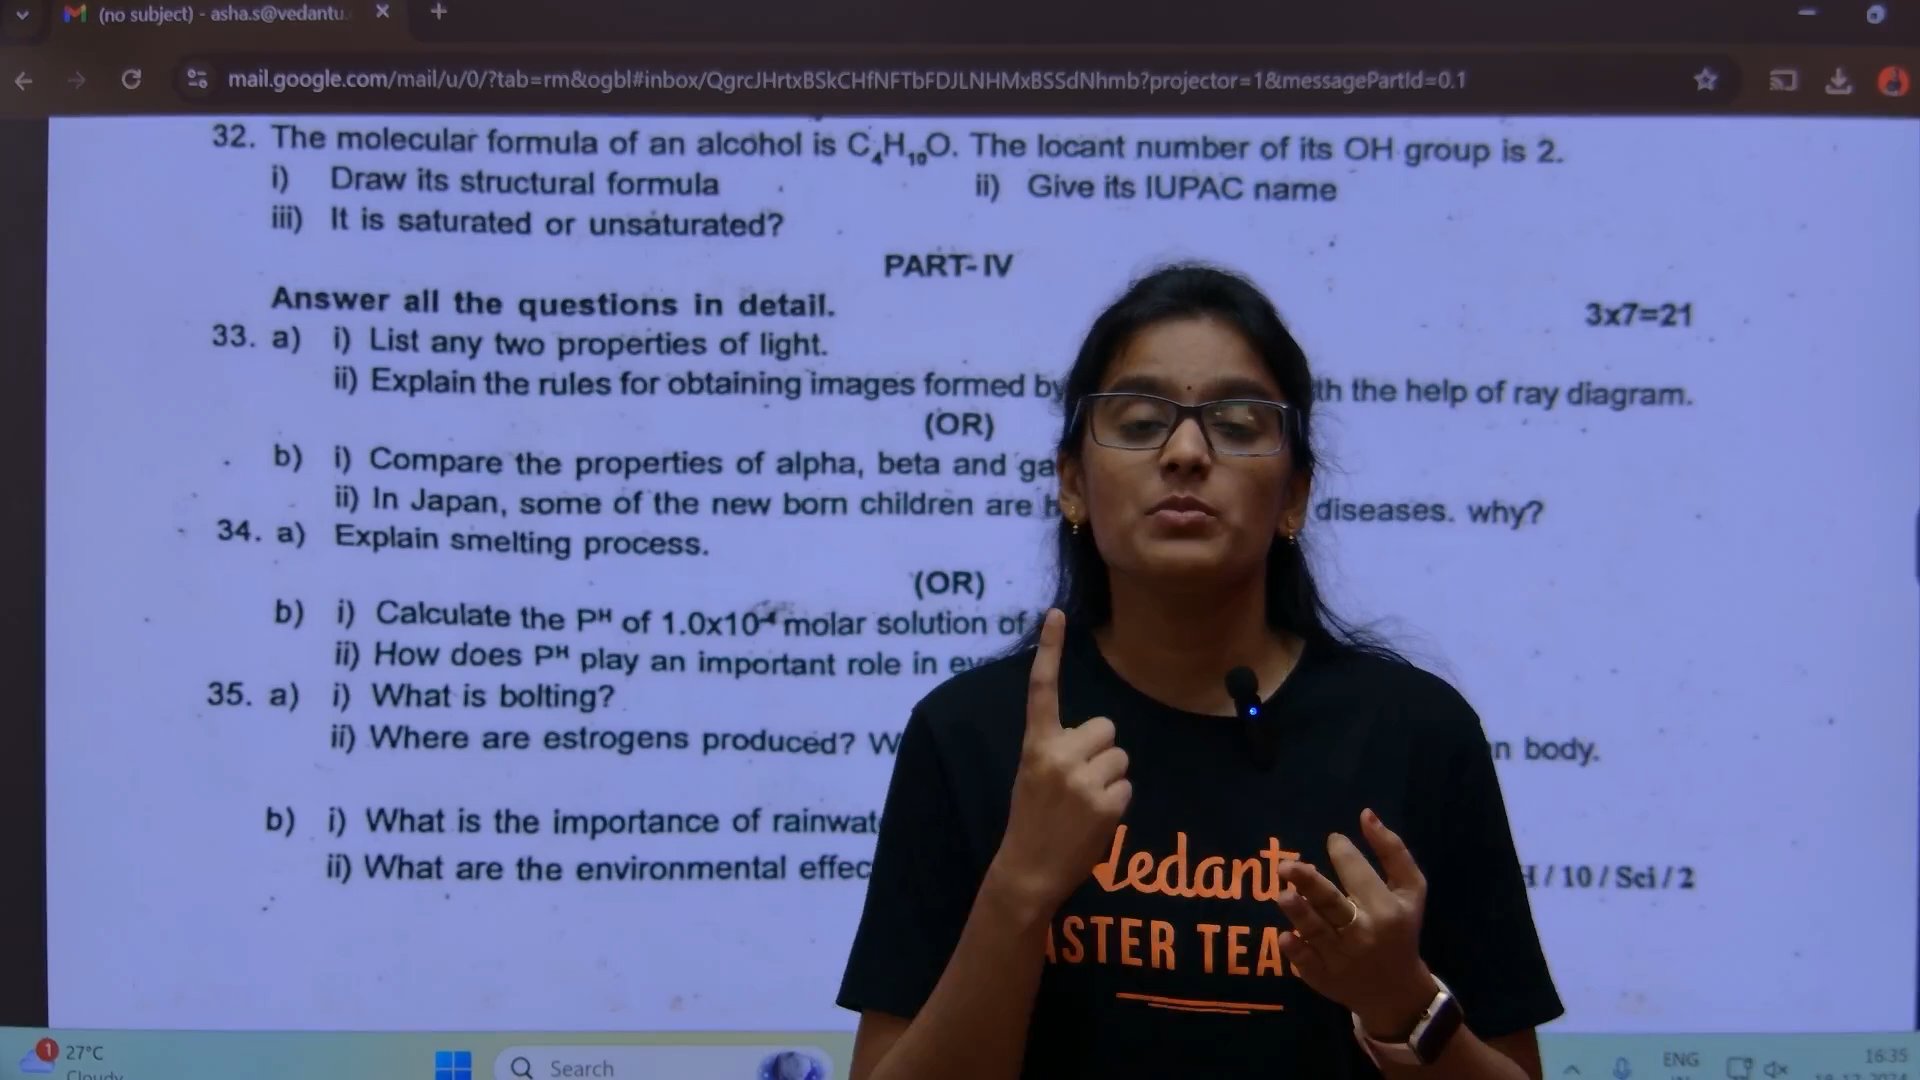 (no subject) - asha.s@vedantu.
mail.google.com/mail/u/0/?tab=rm&ogbl#inbox/QgrcJHrtxBSkCHfNFTbFDJLNHMxBSSdNhmb?projector=1&messagePartId=0.1
32. The molecular formula of an alcohol is C₄H₁₀O. The locant number of its OH group is 2.
i) Draw its structural formula ii) Give its IUPAC name
iii) It is saturated or unsaturated?
PART- IV
Answer all the questions in detail. 3x7=21
33. a) i) List any two properties of light.
ii) Explain the rules for obtaining images formed by th the help of ray diagram.
(OR)
b) i) Compare the properties of alpha, beta and ga
ii) In Japan, some of the new born children are h diseases. why?
34. a) Explain smelting process.
(OR)
b) i) Calculate the Pᴴ of 1.0x10⁻⁴ molar solution of
ii) How does Pᴴ play an important role in ev
35. a) i) What is bolting?
ii) Where are estrogens produced? W n body.
b) i) What is the importance of rainwat
ii) What are the environmental effec
/ 10 / Sci / 2
Vedant
ASTER TEA
1
27°C
Cloudy
Search
ENG
16:35